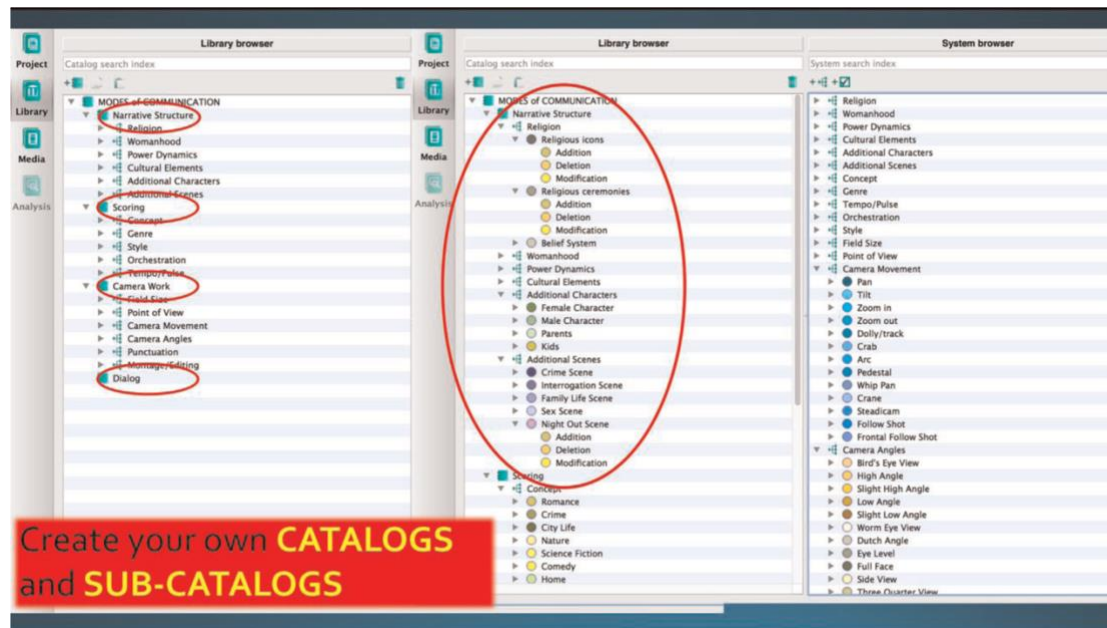 Library browser
Project
Catalog search index
Library
Media
Analysis
MODES of COMMUNICATION
Narrative Structure
Religion
Womanhood
Power Dynamics
Cultural Elements
Additional Characters
Additional Scenes
Scoring
Concept
Genre
Style
Orchestration
Tempo/Pulse
Camera Work
Field Size
Point of View
Camera Movement
Camera Angles
Punctuation
Montage/Editing
Dialog
Library browser
Project
Catalog search index
Library
Media
Analysis
MODES of COMMUNICATION
Narrative Structure
Religion
Religious icons
Addition
Deletion
Modification
Religious ceremonies
Addition
Deletion
Modification
Belief System
Womanhood
Power Dynamics
Cultural Elements
Additional Characters
Female Character
Male Character
Parents
Kids
Additional Scenes
Crime Scene
Interrogation Scene
Family Life Scene
Sex Scene
Night Out Scene
Addition
Deletion
Modification
Scoring
Concept
Romance
Crime
City Life
Nature
Science Fiction
Comedy
Home
System browser
System search index
Religion
Womanhood
Power Dynamics
Cultural Elements
Additional Characters
Additional Scenes
Concept
Genre
Tempo/Pulse
Orchestration
Style
Field Size
Point of View
Camera Movement
Pan
Tilt
Zoom in
Zoom out
Dolly/track
Crab
Arc
Pedestal
Whip Pan
Crane
Steadicam
Follow Shot
Frontal Follow Shot
Camera Angles
Bird's Eye View
High Angle
Slight High Angle
Low Angle
Slight Low Angle
Worm Eye View
Dutch Angle
Eye Level
Full Face
Side View
Three Quarter View
Create your own CATALOGS
and SUB-CATALOGS